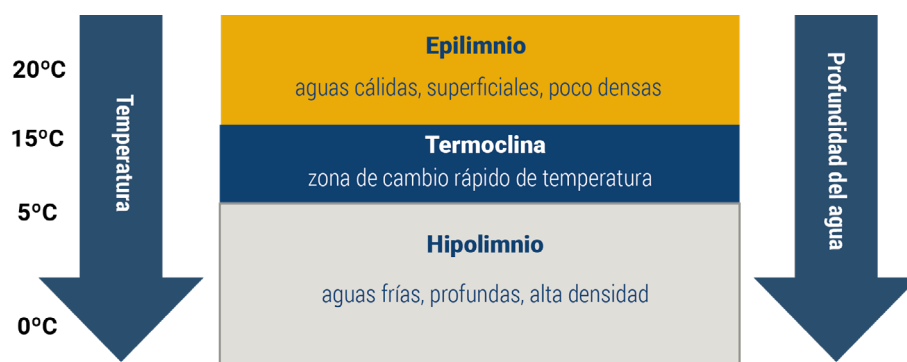 20ºC
15ºC
5ºC
0ºC
Temperatura
Epilimnio
aguas cálidas, superficiales, poco densas
Termoclina
zona de cambio rápido de temperatura
Hipolimnio
aguas frías, profundas, alta densidad
Profundidad del agua